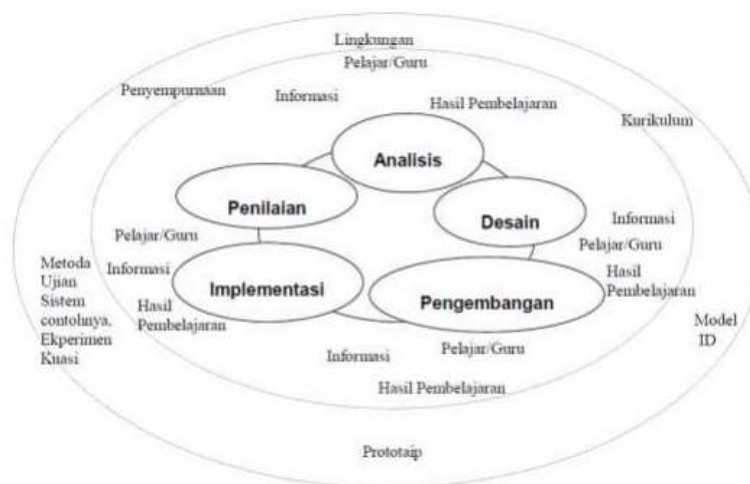 Lingkungan
Pelajar/Guru
Penyempurnaan
Informasi
Hasil Pembelajaran
Kurikulum
Analisis
Penilaian
Desain
Informasi
Pelajar/Guru
Pelajar/Guru
Hasil
Pembelajaran
Metoda
Ujian
Sistem
contohnya,
Ekperimen
Kuasi
Informasi
Implementasi
Pengembangan
Hasil
Pembelajaran
Model
ID
Pelajar/Guru
Informasi
Hasil Pembelajaran
Prototaip